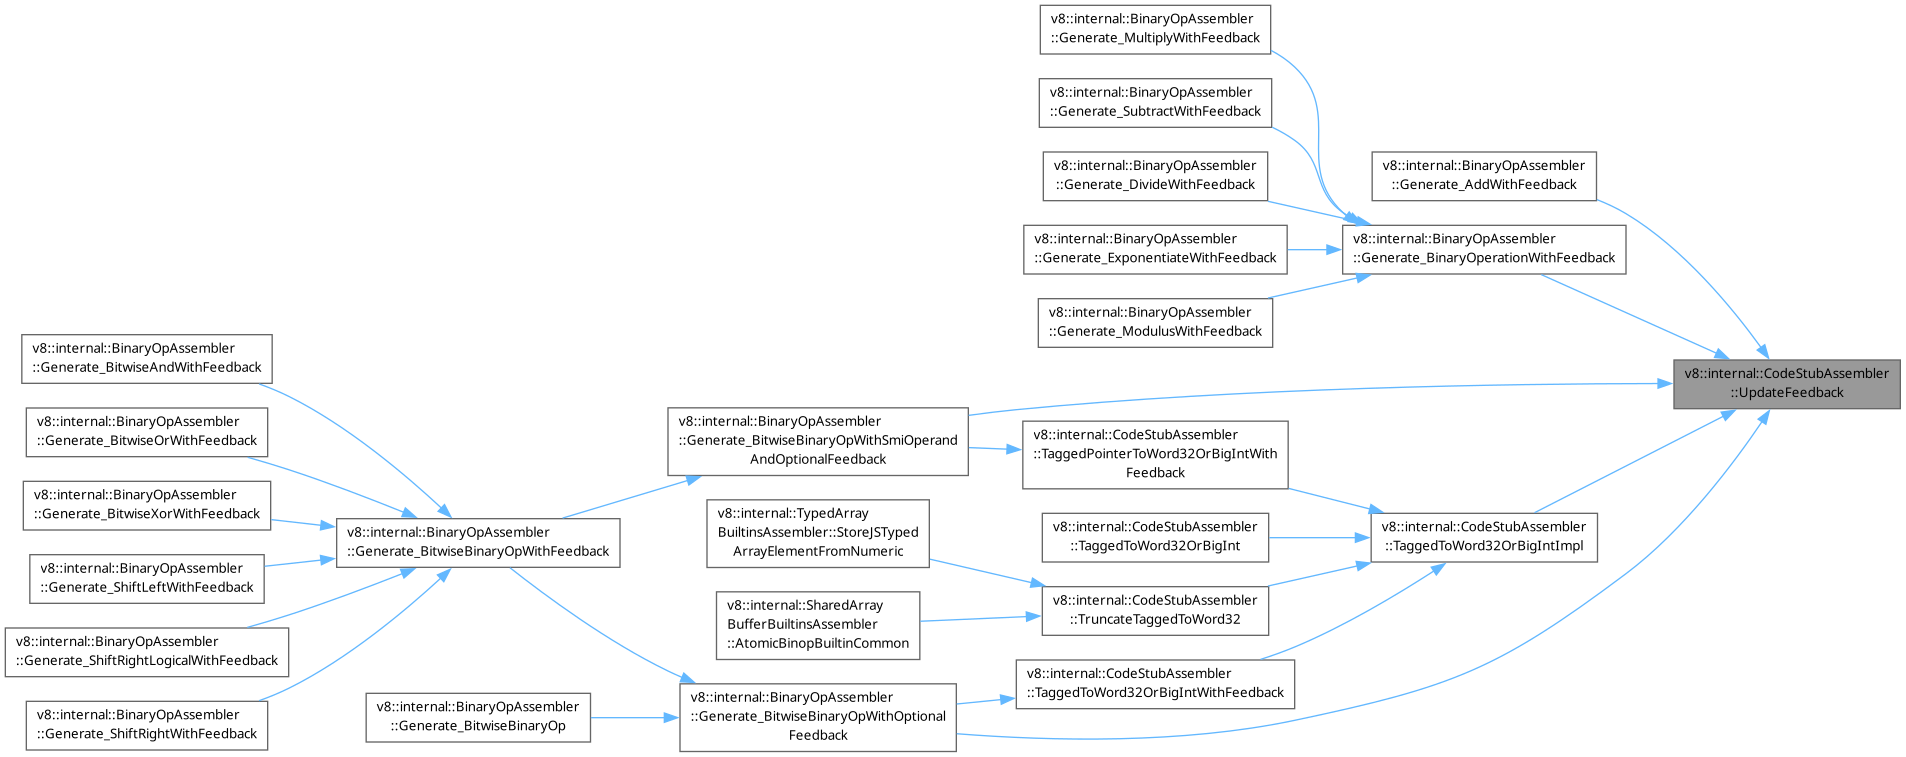 v8::internal::BinaryOpAssembler
::Generate_MultiplyWithFeedback
v8::internal::BinaryOpAssembler
::Generate_SubtractWithFeedback
v8::internal::BinaryOpAssembler
::Generate_DivideWithFeedback
v8::internal::BinaryOpAssembler
::Generate_AddWithFeedback
v8::internal::BinaryOpAssembler
::Generate_ExponentiateWithFeedback
v8::internal::BinaryOpAssembler
::Generate_BinaryOperationWithFeedback
v8::internal::BinaryOpAssembler
::Generate_ModulusWithFeedback
v8::internal::BinaryOpAssembler
::Generate_BitwiseAndWithFeedback
v8::internal::CodeStubAssembler
::UpdateFeedback
v8::internal::BinaryOpAssembler
::Generate_BitwiseOrWithFeedback
v8::internal::BinaryOpAssembler
::Generate_BitwiseBinaryOpWithSmiOperand
AndOptionalFeedback
v8::internal::CodeStubAssembler
::TaggedPointerToWord32OrBigIntWith
Feedback
v8::internal::BinaryOpAssembler
::Generate_BitwiseXorWithFeedback
v8::internal::TypedArray
BuiltinsAssembler::StoreJSTyped
ArrayElementFromNumeric
v8::internal::CodeStubAssembler
::TaggedToWord32OrBigInt
v8::internal::CodeStubAssembler
::TaggedToWord32OrBigIntImpl
v8::internal::BinaryOpAssembler
::Generate_BitwiseBinaryOpWithFeedback
v8::internal::BinaryOpAssembler
::Generate_ShiftLeftWithFeedback
v8::internal::SharedArray
BufferBuiltinsAssembler
::AtomicBinopBuiltinCommon
v8::internal::CodeStubAssembler
::TruncateTaggedToWord32
v8::internal::BinaryOpAssembler
::Generate_ShiftRightLogicalWithFeedback
v8::internal::CodeStubAssembler
::TaggedToWord32OrBigIntWithFeedback
v8::internal::BinaryOpAssembler
::Generate_ShiftRightWithFeedback
v8::internal::BinaryOpAssembler
::Generate_BitwiseBinaryOp
v8::internal::BinaryOpAssembler
::Generate_BitwiseBinaryOpWithOptional
Feedback